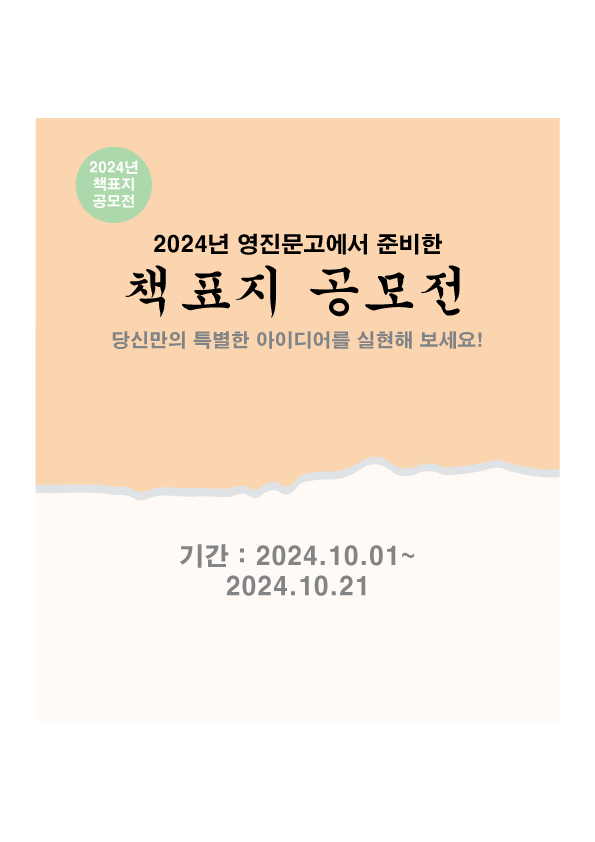 2024년
책표지
공모전
2024년 영진문고에서 준비한
책표지 공모전
당신만의 특별한 아이디어를 실현해 보세요!
기간 : 2024.10.01~
2024.10.21